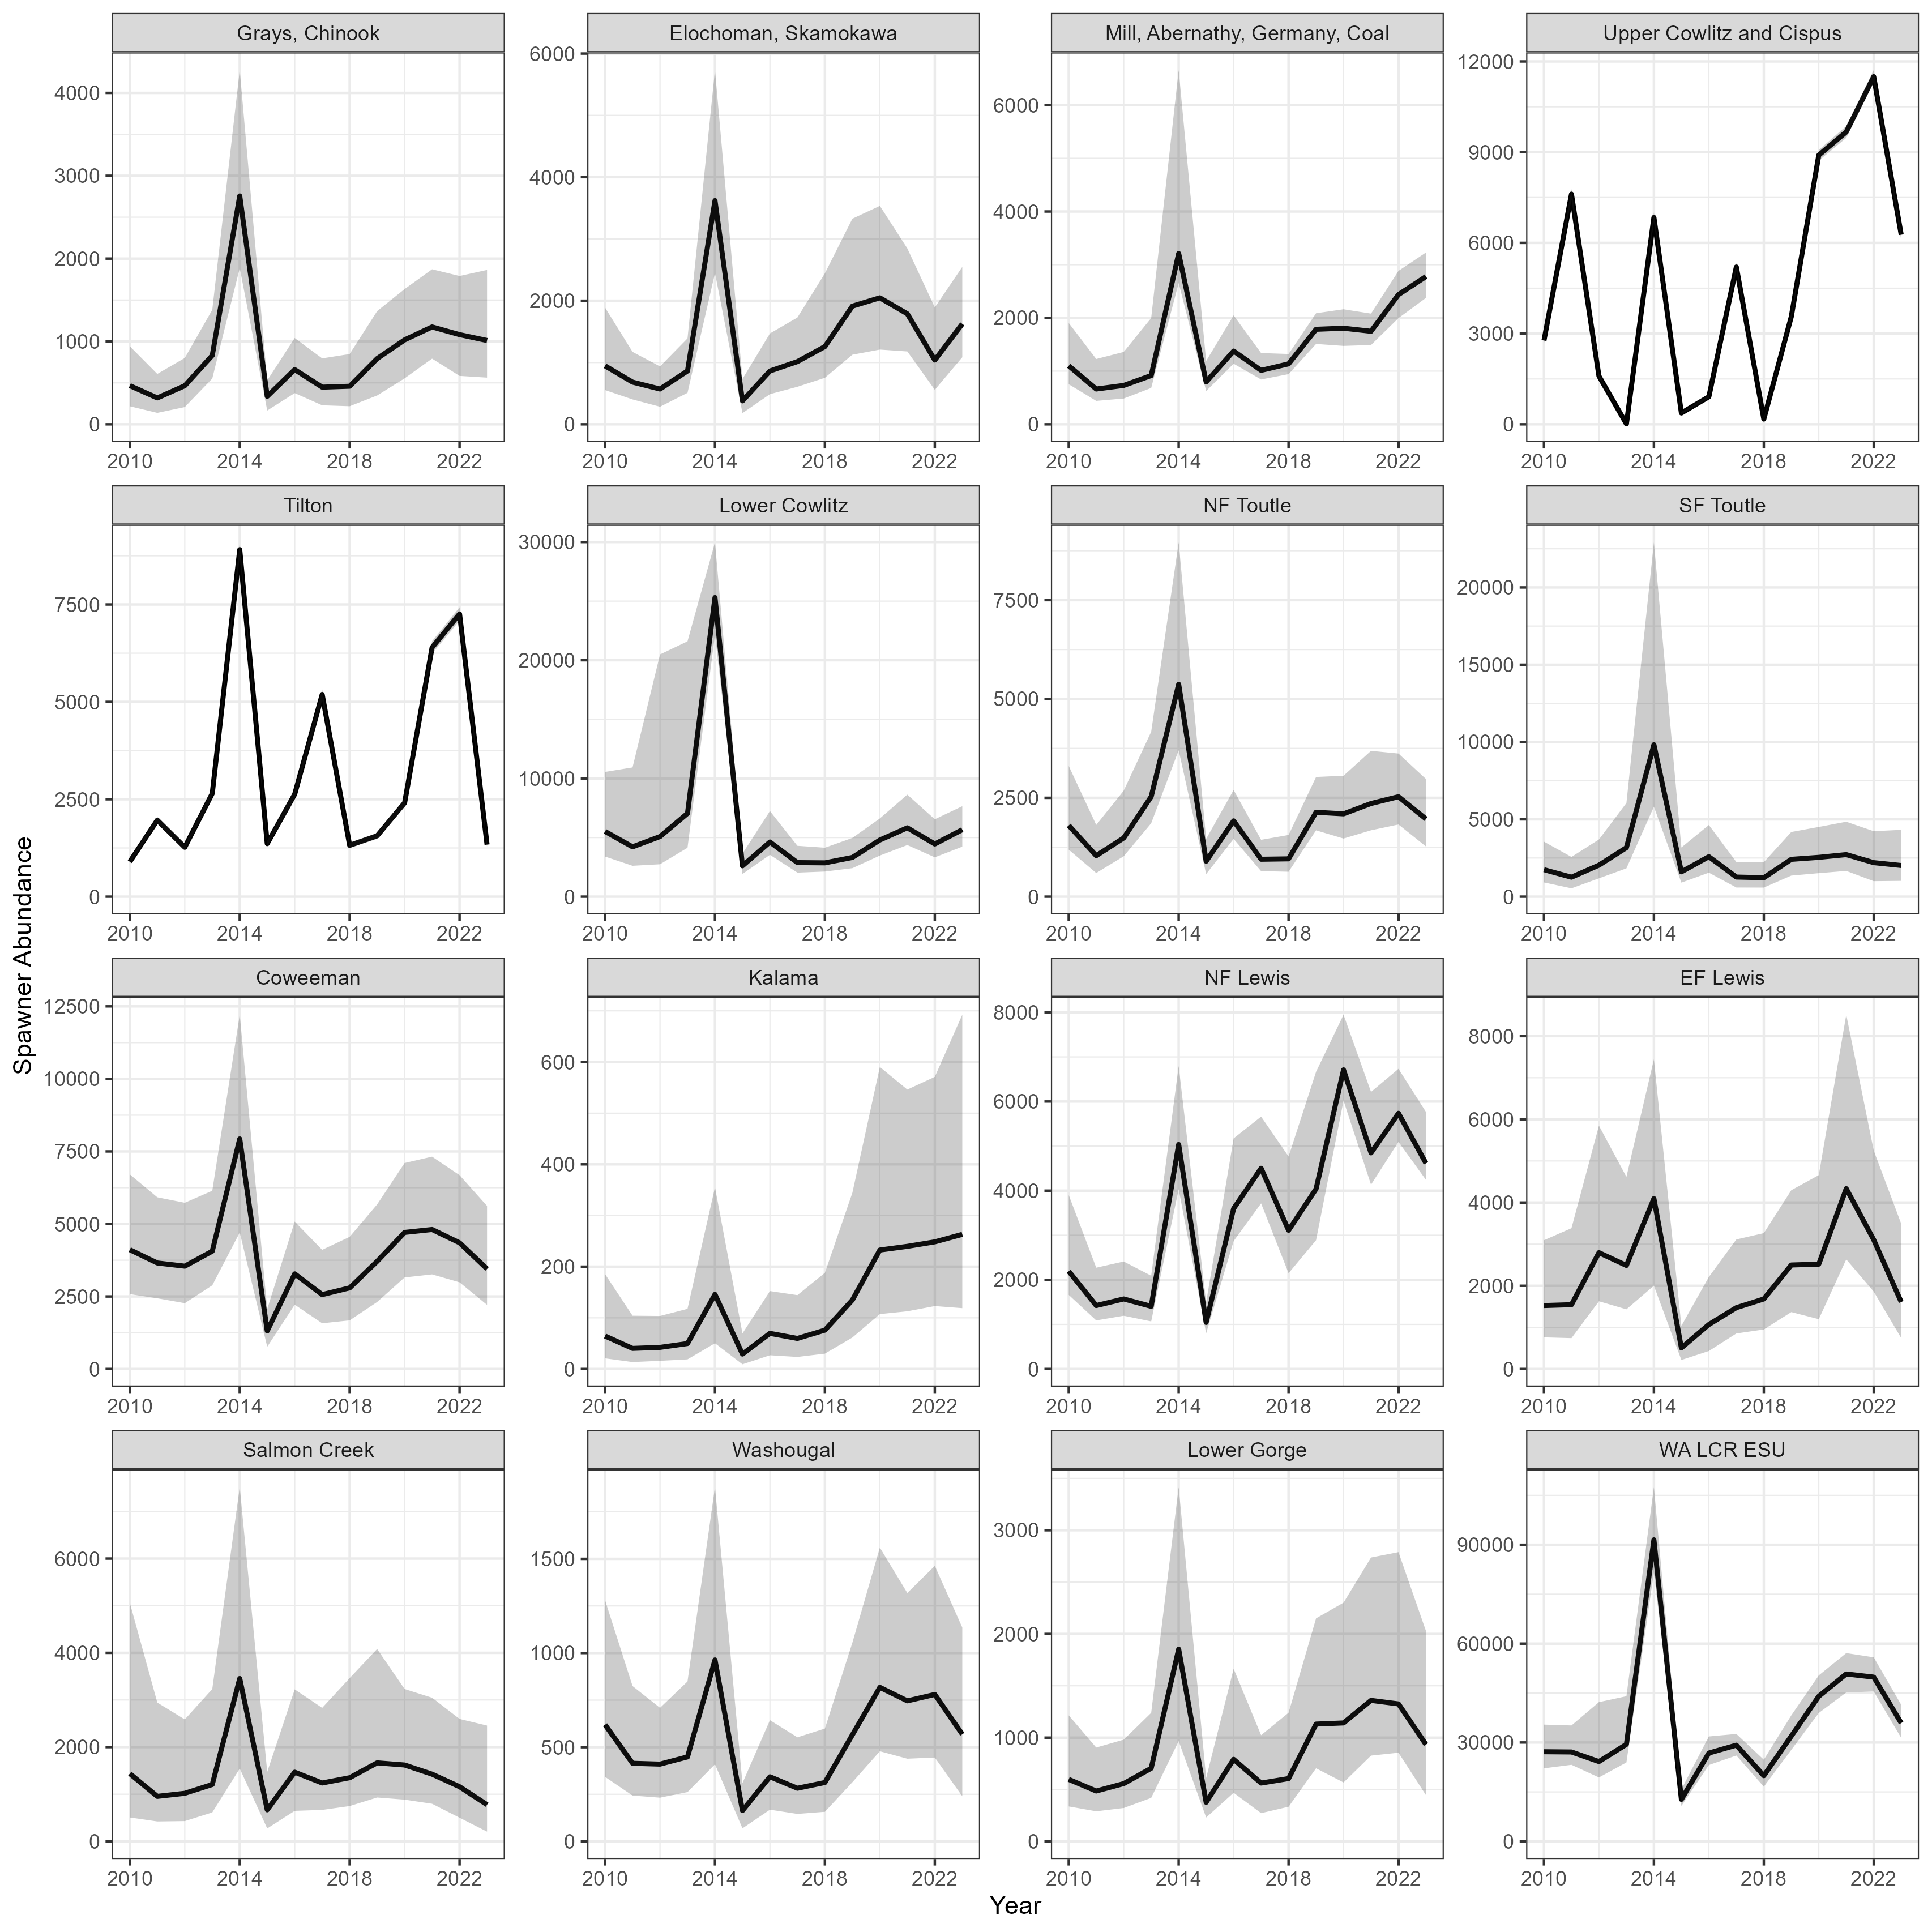 Grays, Chinook
Elochoman, Skamokawa
Mill, Abernathy, Germany, Coal
Upper Cowlitz and Cispus
4000
3000
2000
1000
0
6000
4000
2000
0
6000
4000
2000
0
12000
9000
6000
3000
0
2010 2014 2018 2022
2010 2014 2018 2022
2010 2014 2018 2022
2010 2014 2018 2022
Tilton
Lower Cowlitz
NF Toutle
SF Toutle
7500
5000
2500
0
30000
20000
10000
0
7500
5000
2500
0
20000
15000
10000
5000
0
2010 2014 2018 2022
2010 2014 2018 2022
2010 2014 2018 2022
2010 2014 2018 2022
Spawner Abundance
Coweeman
Kalama
NF Lewis
EF Lewis
12500
10000
7500
5000
2500
0
600
400
200
0
8000
6000
4000
2000
0
8000
6000
4000
2000
0
2010 2014 2018 2022
2010 2014 2018 2022
2010 2014 2018 2022
2010 2014 2018 2022
Salmon Creek
Washougal
Lower Gorge
WA LCR ESU
6000
4000
2000
0
1500
1000
500
0
3000
2000
1000
0
90000
60000
30000
0
2010 2014 2018 2022
2010 2014 2018 2022
2010 2014 2018 2022
2010 2014 2018 2022
Year